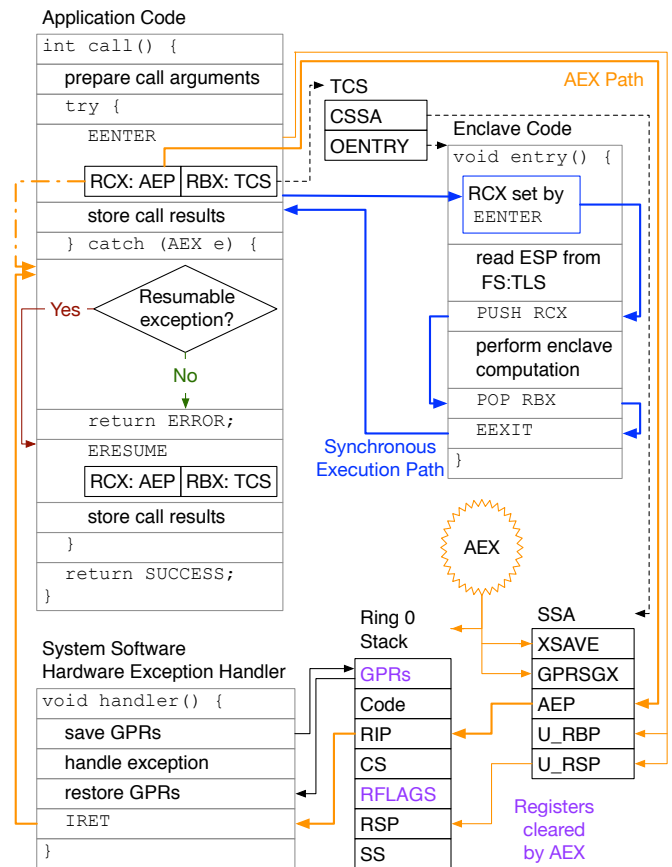 Application Code
int call() {
prepare call arguments
try {
EENTER
RCX: AEP RBX: TCS
store call results
} catch (AEX e) {
Resumable
exception?
Yes
No
return ERROR;
ERESUME
RCX: AEP RBX: TCS
store call results
}
return SUCCESS;
}
AEX Path
TCS
CSSA
OENTRY
Enclave Code
void entry() {
RCX set by
EENTER
read ESP from
FS:TLS
PUSH RCX
perform enclave
computation
POP RBX
EEXIT
}
Synchronous
Execution Path
AEX
System Software
Hardware Exception Handler
void handler() {
save GPRs
handle exception
restore GPRs
IRET
}
Ring 0
Stack
GPRs
Code
RIP
CS
RFLAGS
RSP
SS
SSA
XSAVE
GPRSGX
AEP
U_RBP
U_RSP
Registers
cleared
by AEX